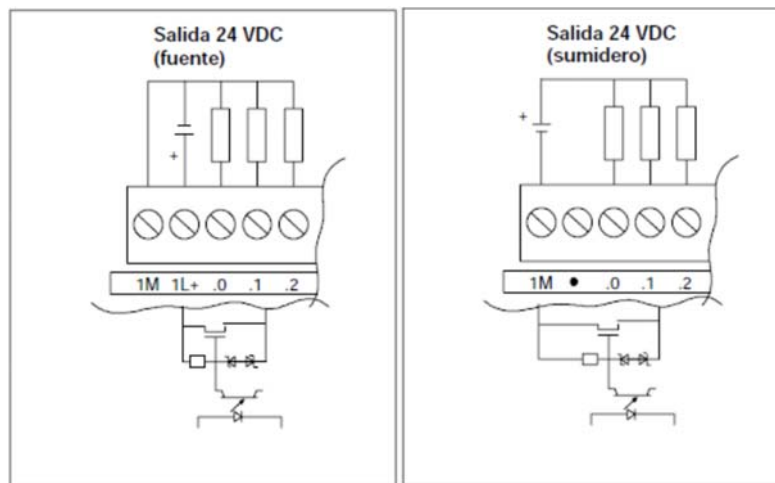 Salida 24 VDC
(fuente)
+
1M 1L+ .0 .1 .2
Salida 24 VDC
(sumidero)
+
1M ● .0 .1 .2